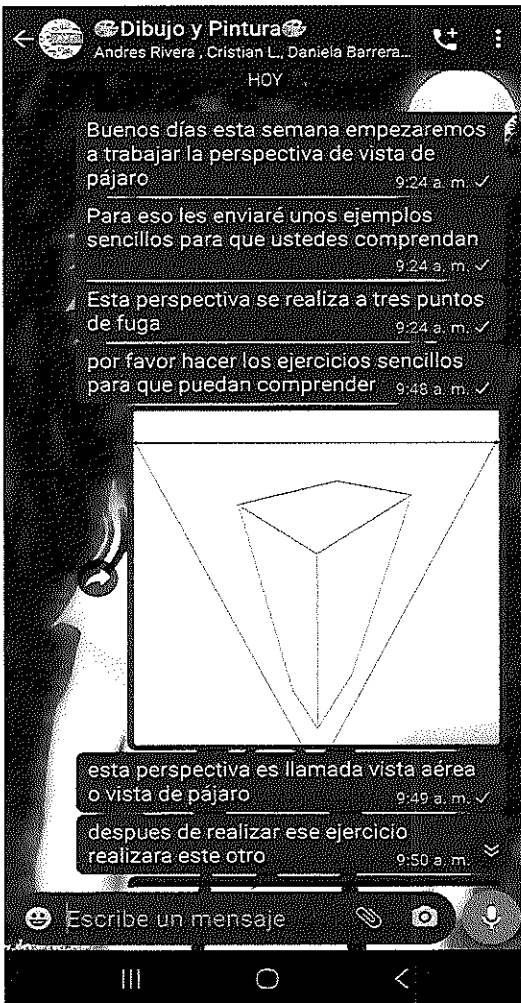 Dibujo y Pintura
Andres Rivera , Cristian L., Daniela Barrera...
HOY
Buenos días esta semana empezaremos
a trabajar la perspectiva de vista de
pájaro
9:24 a. m.
Para eso les enviaré unos ejemplos
sencillos para que ustedes comprendan
9:24 a. m.
Esta perspectiva se realiza a tres puntos
de fuga
9:24 a. m.
por favor hacer los ejercicios sencillos
para que puedan comprender
9:48 a. m.
esta perspectiva es llamada vista aérea
o vista de pájaro
9:49 a. m.
despues de realizar ese ejercicio
realizara este otro
9:50 a. m.
Escribe un mensaje